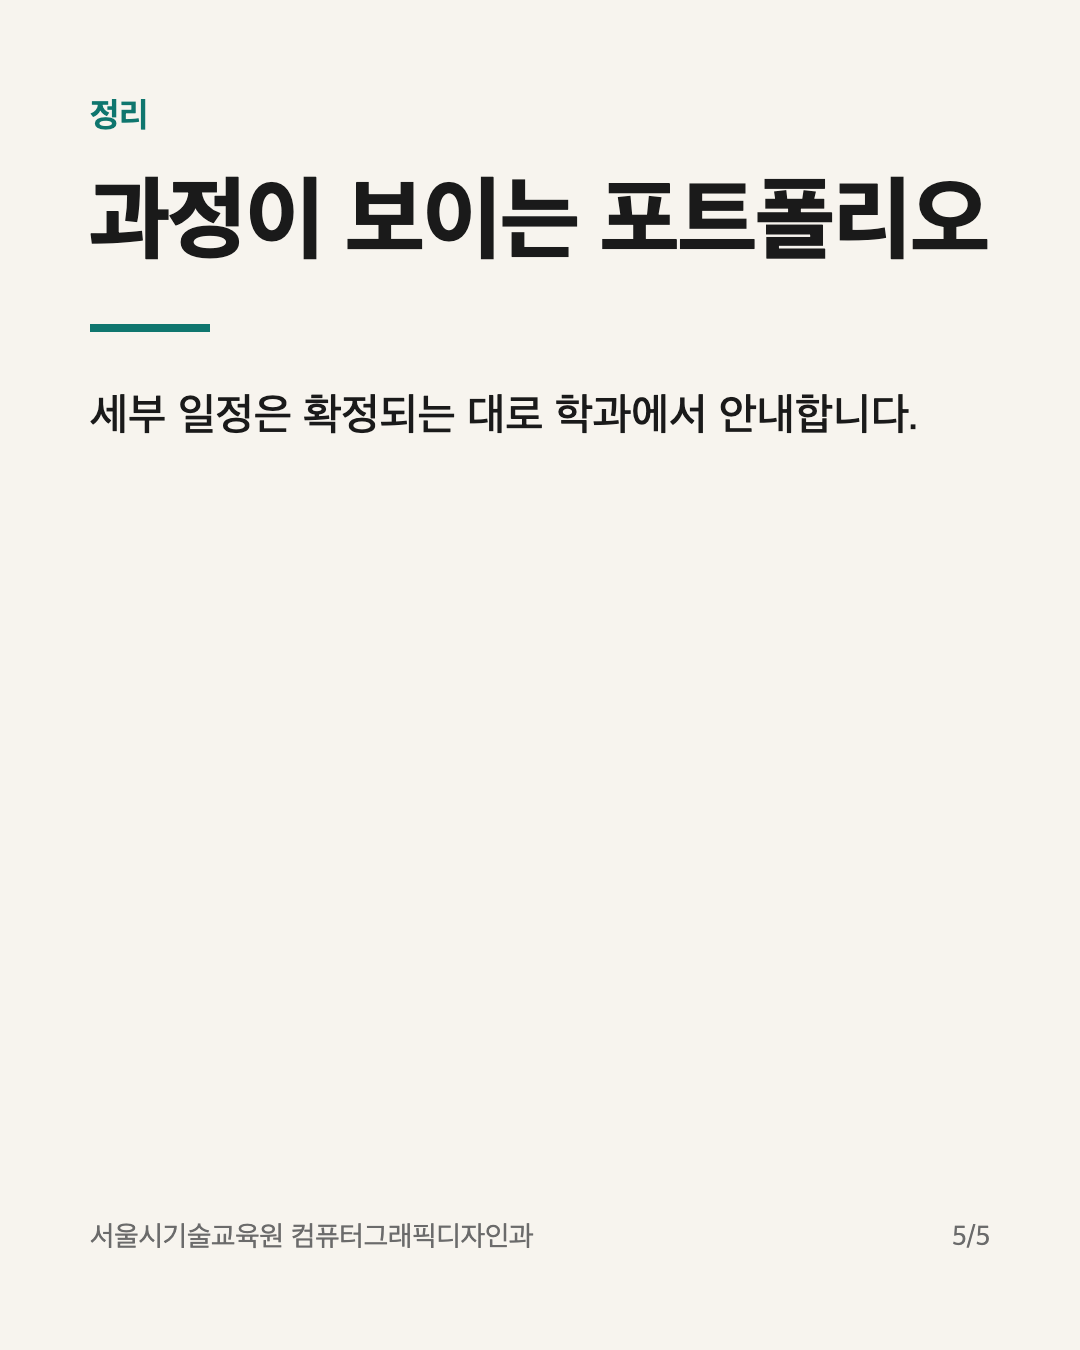 정리
과정이 보이는 포트폴리오
세부 일정은 확정되는 대로 학과에서 안내합니다.
서울시기술교육원 컴퓨터그래픽디자인과
5/5